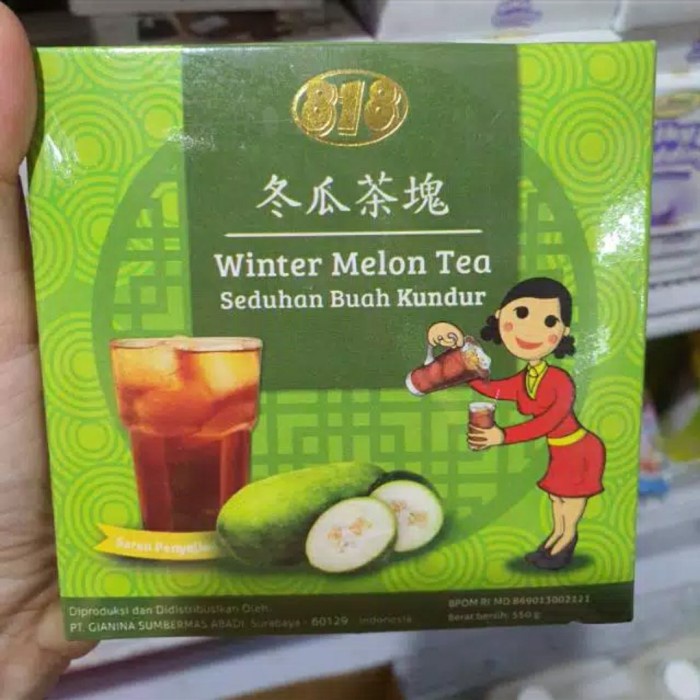 818
冬瓜茶塊
Winter Melon Tea
Seduhan Buah Kundur
Saran Penyajian
Diproduksi dan Didistribusikan Oleh:
PT. GIANINA SUMBERMAS ABADI, Surabaya - 60129 Indonesia
BPOM RI MD 869013002121
Berat bersih: 550 g